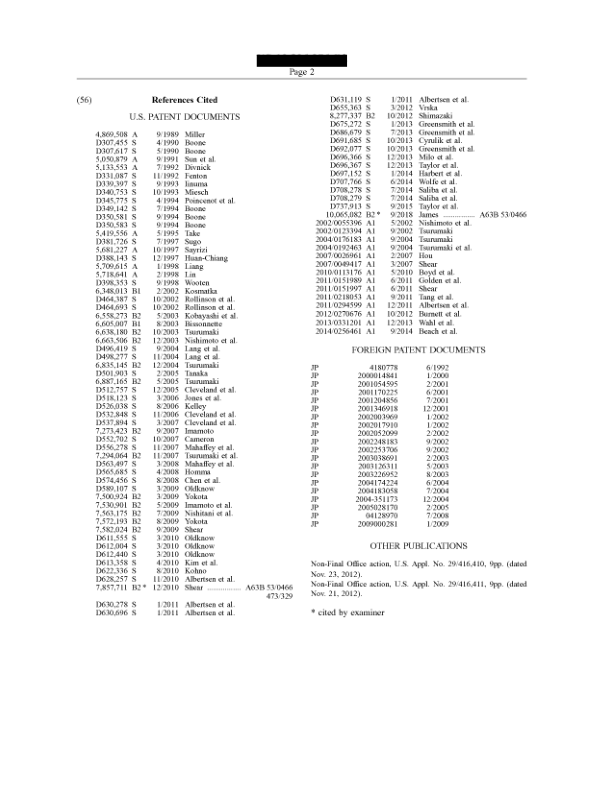 Page 2
(56) References Cited
U.S. PATENT DOCUMENTS
4,869,508 A 9/1989 Miller
D307,455 S 4/1990 Boone
D307,617 S 5/1990 Boone
5,050,879 A 9/1991 Sun et al.
5,133,553 A 7/1992 Divnick
D331,087 S 11/1992 Fenton
D339,397 S 9/1993 Iinuma
D340,753 S 10/1993 Miesch
D345,775 S 4/1994 Poincenot et al.
D349,142 S 7/1994 Boone
D350,581 S 9/1994 Boone
D350,583 S 9/1994 Boone
5,419,556 A 5/1995 Take
D381,726 S 7/1997 Sugo
5,681,227 A 10/1997 Sayrizi
D388,143 S 12/1997 Huan-Chiang
5,709,615 A 1/1998 Liang
5,718,641 A 2/1998 Lin
D398,353 S 9/1998 Wooten
6,348,013 B1 2/2002 Kosmatka
D464,387 S 10/2002 Rollinson et al.
D464,693 S 10/2002 Rollinson et al.
6,558,273 B2 5/2003 Kobayashi et al.
6,605,007 B1 8/2003 Bissonnette
6,638,180 B2 10/2003 Tsurumaki
6,663,506 B2 12/2003 Nishimoto et al.
D496,419 S 9/2004 Lang et al.
D498,277 S 11/2004 Lang et al.
6,835,145 B2 12/2004 Tsurumaki
D501,903 S 2/2005 Tanaka
6,887,165 B2 5/2005 Tsurumaki
D512,757 S 12/2005 Cleveland et al.
D518,123 S 3/2006 Jones et al.
D526,038 S 8/2006 Kelley
D532,848 S 11/2006 Cleveland et al.
D537,894 S 3/2007 Cleveland et al.
7,273,423 B2 9/2007 Imamoto
D552,702 S 10/2007 Cameron
D556,278 S 11/2007 Mahaffey et al.
7,294,064 B2 11/2007 Tsurumaki et al.
D563,497 S 3/2008 Mahaffey et al.
D565,685 S 4/2008 Homma
D574,456 S 8/2008 Chen et al.
D589,107 S 3/2009 Oldknow
7,500,924 B2 3/2009 Yokota
7,530,901 B2 5/2009 Imamoto et al.
7,563,175 B2 7/2009 Nishitani et al.
7,572,193 B2 8/2009 Yokota
7,582,024 B2 9/2009 Shear
D611,555 S 3/2010 Oldknow
D612,004 S 3/2010 Oldknow
D612,440 S 3/2010 Oldknow
D613,358 S 4/2010 Kim et al.
D622,336 S 8/2010 Kohno
D628,257 S 11/2010 Albertsen et al.
7,857,711 B2* 12/2010 Shear ................ A63B 53/0466
473/329
D630,278 S 1/2011 Albertsen et al.
D630,696 S 1/2011 Albertsen et al.
D631,119 S 1/2011 Albertsen et al.
D655,363 S 3/2012 Vrska
8,277,337 B2 10/2012 Shimazaki
D675,272 S 1/2013 Greensmith et al.
D686,679 S 7/2013 Greensmith et al.
D691,685 S 10/2013 Cyrulik et al.
D692,077 S 10/2013 Greensmith et al.
D696,366 S 12/2013 Milo et al.
D696,367 S 12/2013 Taylor et al.
D697,152 S 1/2014 Harbert et al.
D707,766 S 6/2014 Wolfe et al.
D708,278 S 7/2014 Saliba et al.
D708,279 S 7/2014 Saliba et al.
D737,913 S 9/2015 Taylor et al.
10,065,082 B2* 9/2018 James ................ A63B 53/0466
2002/0055396 A1 5/2002 Nishimoto et al.
2002/0123394 A1 9/2002 Tsurumaki
2004/0176183 A1 9/2004 Tsurumaki
2004/0192463 A1 9/2004 Tsurumaki et al.
2007/0026961 A1 2/2007 Hou
2007/0049417 A1 3/2007 Shear
2010/0113176 A1 5/2010 Boyd et al.
2011/0151989 A1 6/2011 Golden et al.
2011/0151997 A1 6/2011 Shear
2011/0218053 A1 9/2011 Tang et al.
2011/0294599 A1 12/2011 Albertsen et al.
2012/0270676 A1 10/2012 Burnett et al.
2013/0331201 A1 12/2013 Wahl et al.
2014/0256461 A1 9/2014 Beach et al.
FOREIGN PATENT DOCUMENTS
JP 4180778 6/1992
JP 2000014841 1/2000
JP 2001054595 2/2001
JP 2001170225 6/2001
JP 2001204856 7/2001
JP 2001346918 12/2001
JP 2002003969 1/2002
JP 2002017910 1/2002
JP 2002052099 2/2002
JP 2002248183 9/2002
JP 2002253706 9/2002
JP 2003038691 2/2003
JP 2003126311 5/2003
JP 2003226952 8/2003
JP 2004174224 6/2004
JP 2004183058 7/2004
JP 2004-351173 12/2004
JP 2005028170 2/2005
JP 04128970 7/2008
JP 2009000281 1/2009
OTHER PUBLICATIONS
Non-Final Office action, U.S. Appl. No. 29/416,410, 9pp. (dated
Nov. 23, 2012).
Non-Final Office action, U.S. Appl. No. 29/416,411, 9pp. (dated
Nov. 21, 2012).
* cited by examiner